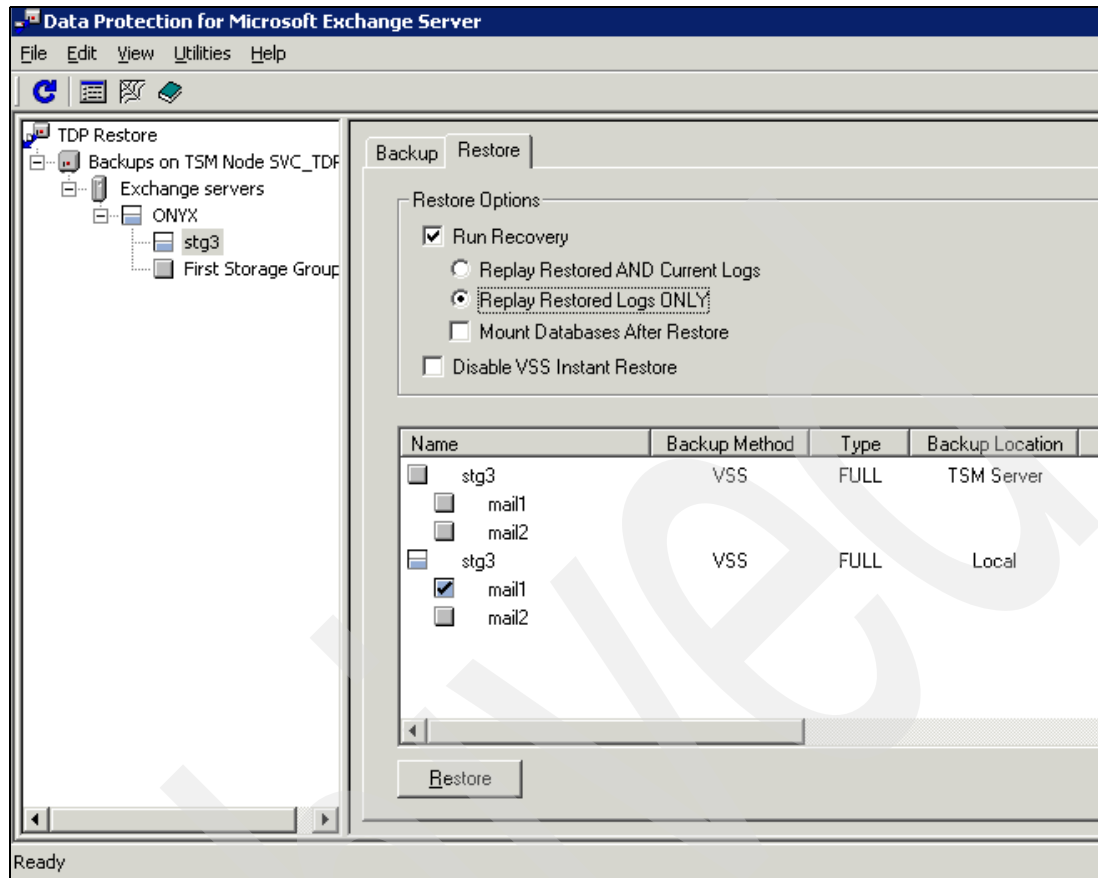 Data Protection for Microsoft Exchange Server
File Edit View Utilities Help
TDP Restore
Backups on TSM Node SVC_TDP
Exchange servers
ONYX
stg3
First Storage Group
Backup Restore
Restore Options
Run Recovery
Replay Restored AND Current Logs
Replay Restored Logs ONLY
Mount Databases After Restore
Disable VSS Instant Restore
Name Backup Method Type Backup Location
stg3 VSS FULL TSM Server
mail1
mail2
stg3 VSS FULL Local
mail1
mail2
Restore
Ready